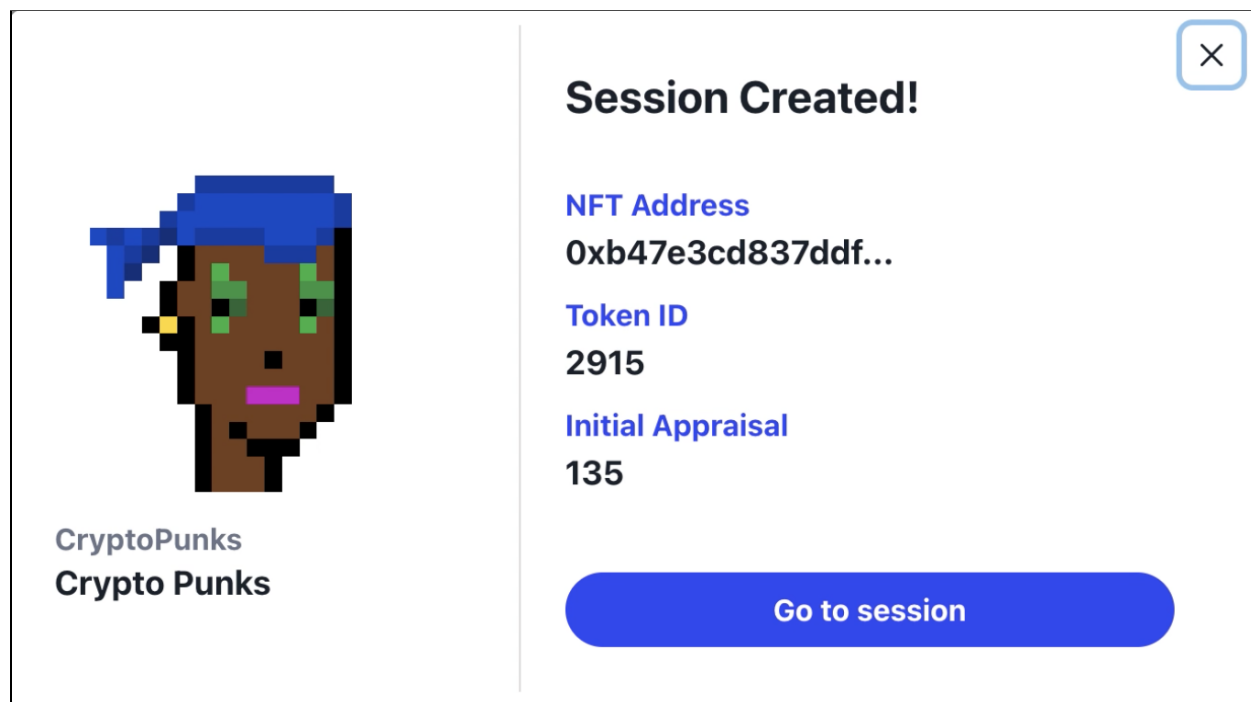 Session Created!
NFT Address
0xb47e3cd837ddf...
Token ID
2915
Initial Appraisal
135
CryptoPunks
Crypto Punks
Go to session